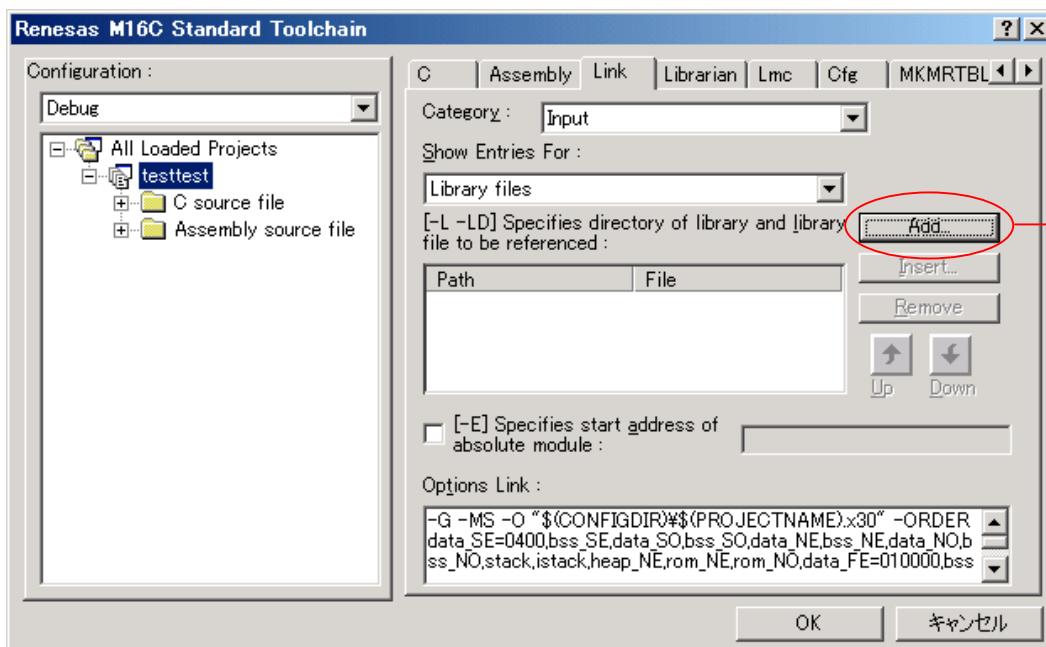 Renesas M16C Standard Toolchain
Configuration :
Debug
All Loaded Projects
testtest
C source file
Assembly source file
C Assembly Link Librarian Lmc Cfg MKMRTBL
Category : Input
Show Entries For :
Library files
[-L -LD] Specifies directory of library and library
file to be referenced :
Add...
Insert...
Remove
Path File
Up Down
[-E] Specifies start address of
absolute module :
Options Link :
-G -MS -O "$(CONFIGDIR)¥$(PROJECTNAME).x30" -ORDER
data_SE=0400,bss_SE,data_SO,bss_SO,data_NE,bss_NE,data_NO,b
ss_NO,stack,istack,heap_NE,rom_NE,rom_NO,data_FE=010000,bss
OK キャンセル